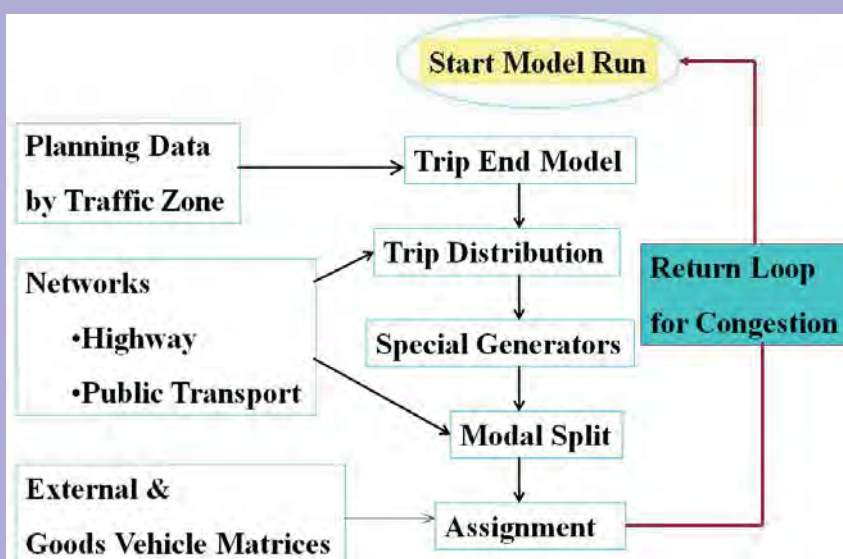 Start Model Run
Planning Data
by Traffic Zone
Trip End Model
Trip Distribution
Networks
•Highway
•Public Transport
Return Loop
for Congestion
Special Generators
Modal Split
External &
Goods Vehicle Matrices
Assignment